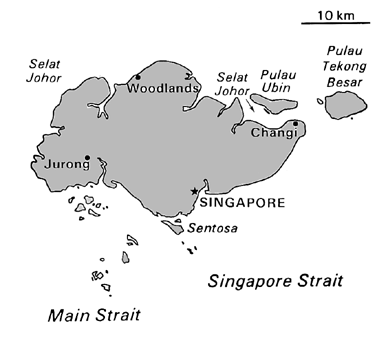 10 km
Selat
Johor
Woodlands
Selat
Johor
Pulau
Ubin
Pulau
Tekong
Besar
Changi
Jurong
SINGAPORE
Sentosa
Singapore Strait
Main Strait